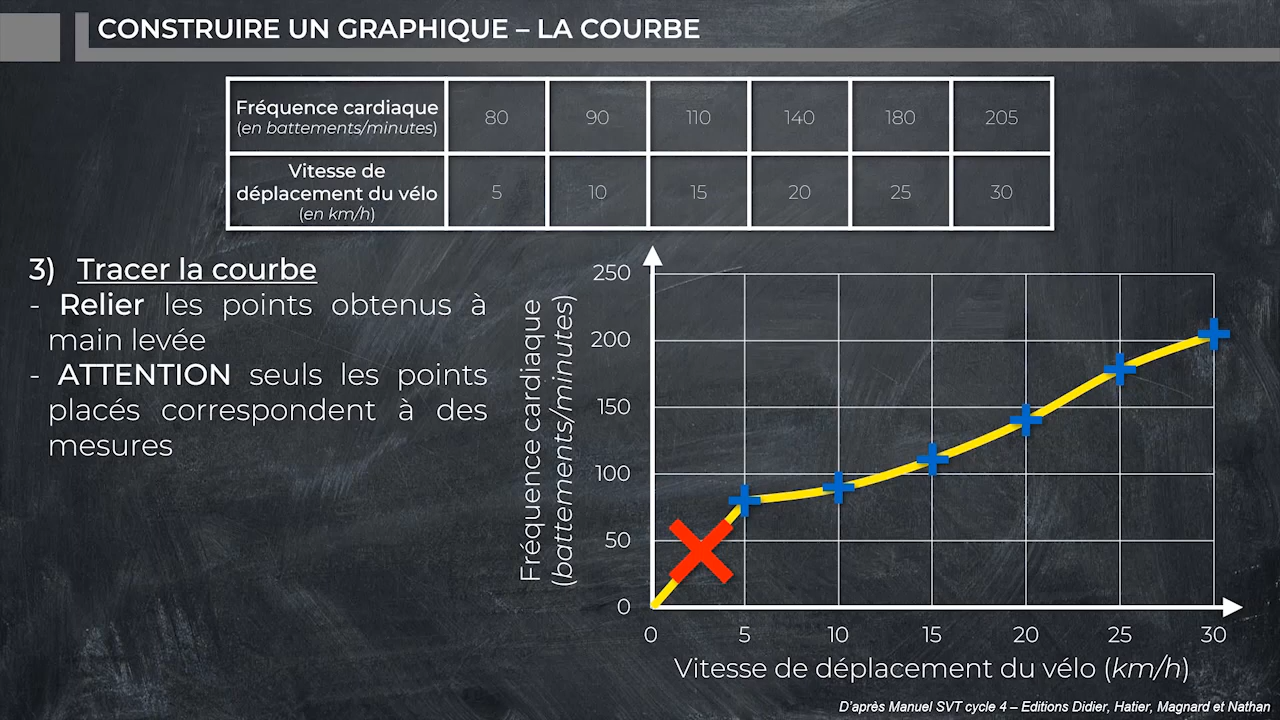 CONSTRUIRE UN GRAPHIQUE – LA COURBE
Fréquence cardiaque
(en battements/minutes)
80
90
110
140
180
205
Vitesse de
déplacement du vélo
(en km/h)
5
10
15
20
25
30
3) Tracer la courbe
- Relier les points obtenus à
main levée
- ATTENTION seuls les points
placés correspondent à des
mesures
Fréquence cardiaque
(battements/minutes)
250
200
150
100
50
0
0
5
10
15
20
25
30
Vitesse de déplacement du vélo (km/h)
D'après Manuel SVT cycle 4 – Editions Didier, Hatier, Magnard et Nathan